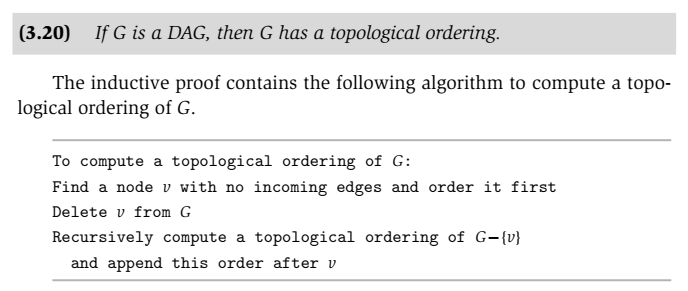 (3.20) If G is a DAG, then G has a topological ordering.
The inductive proof contains the following algorithm to compute a topo-
logical ordering of G.
To compute a topological ordering of G:
Find a node v with no incoming edges and order it first
Delete v from G
Recursively compute a topological ordering of G−{v}
and append this order after v